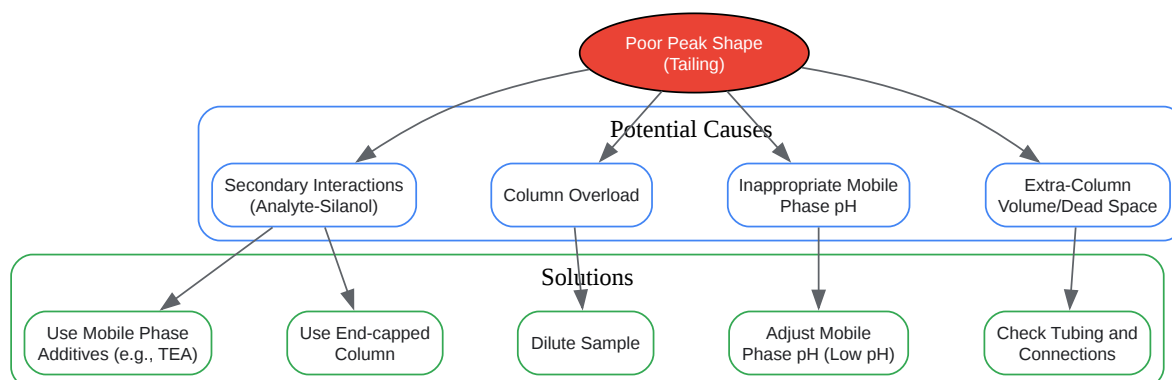 Poor Peak Shape
(Tailing)
Potential Causes
Secondary Interactions
(Analyte-Silanol)
Column Overload
Inappropriate Mobile
Phase pH
Extra-Column
Volume/Dead Space
Solutions
Use Mobile Phase
Additives (e.g., TEA)
Use End-capped
Column
Dilute Sample
Adjust Mobile
Phase pH (Low pH)
Check Tubing and
Connections